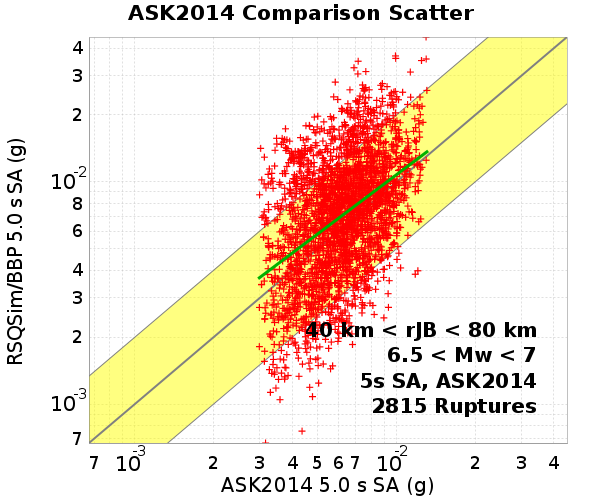 ASK2014 Comparison Scatter
RSQSim/BBP 5.0 s SA (g)
4
3
2
10-2
8
6
4
3
2
10-3
7
40 km < rJB < 80 km
6.5 < Mw < 7
5s SA, ASK2014
2815 Ruptures
7 10-3 2 3 4 5 6 7 10-2 2 3 4
ASK2014 5.0 s SA (g)